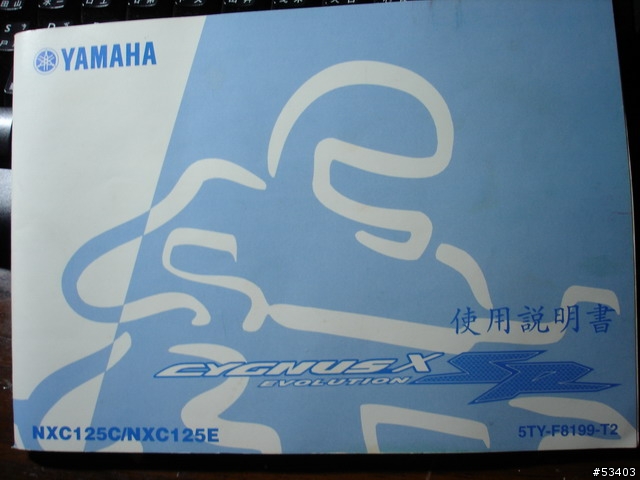 YAMAHA
使用説明書
CYGNUS X SR
EVOLUTION
NXC125C/NXC125E
5TY-F8199-T2
#53403